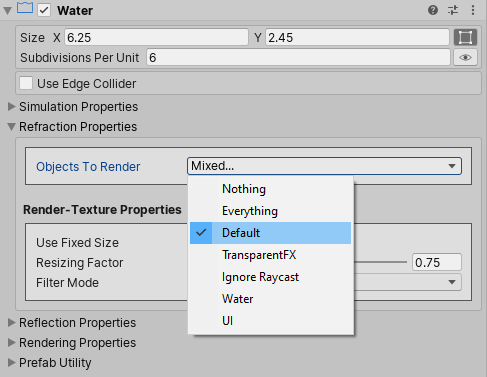 Water
Size X 6.25 Y 2.45
Subdivisions Per Unit 6
Use Edge Collider
Simulation Properties
Refraction Properties
Objects To Render Mixed...
Nothing
Everything
Render-Texture Properties
Default
Use Fixed Size
TransparentFX
Resizing Factor 0.75
Ignore Raycast
Filter Mode
Water
UI
Reflection Properties
Rendering Properties
Prefab Utility